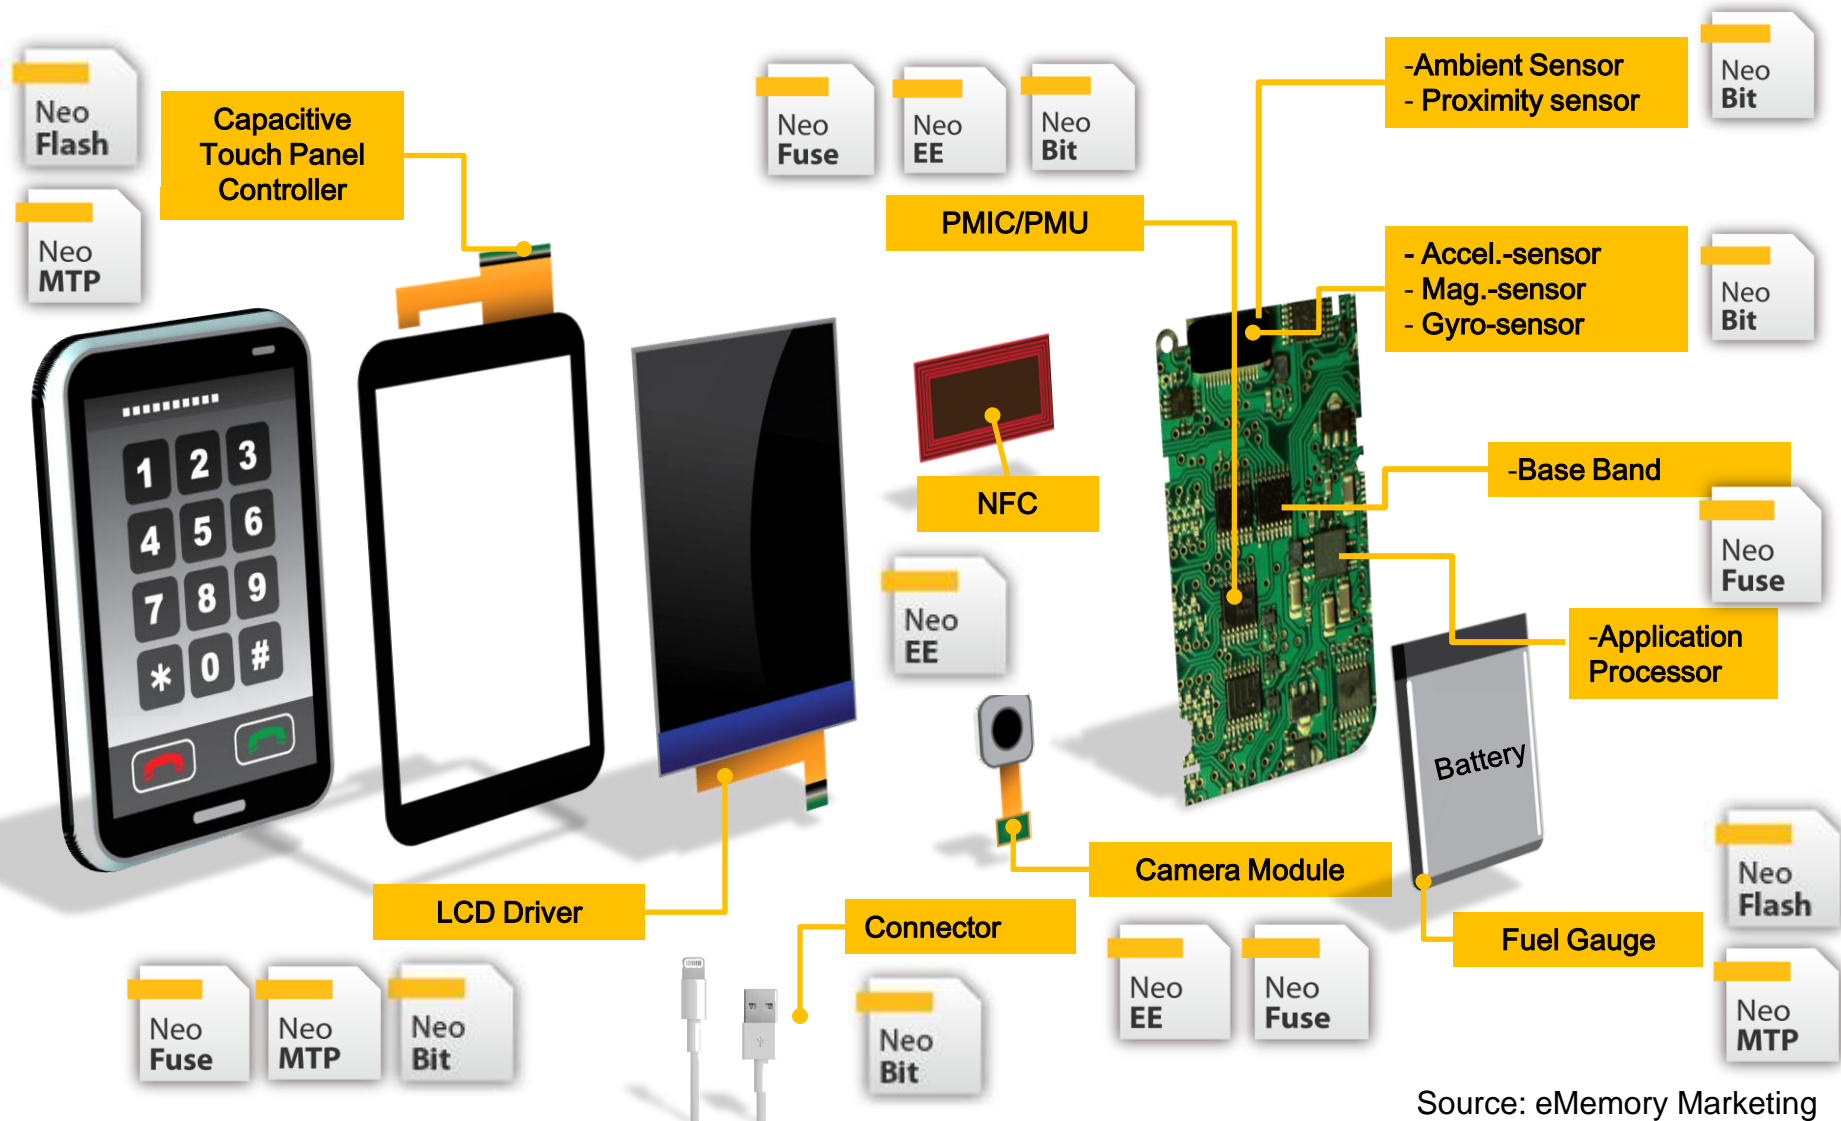 Neo
Flash
Capacitive
Touch Panel
Controller
Neo
MTP
Neo
Fuse
Neo
EE
Neo
Bit
PMIC/PMU
-Ambient Sensor
- Proximity sensor
Neo
Bit
- Accel.-sensor
- Mag.-sensor
- Gyro-sensor
Neo
Bit
1 2 3
4 5 6
7 8 9
* 0 #
NFC
Neo
EE
-Base Band
Neo
Fuse
-Application
Processor
Battery
Camera Module
Neo
EE
Neo
Fuse
Fuel Gauge
Neo
Flash
Neo
MTP
LCD Driver
Neo
Fuse
Neo
MTP
Neo
Bit
Connector
Neo
Bit
Source: eMemory Marketing